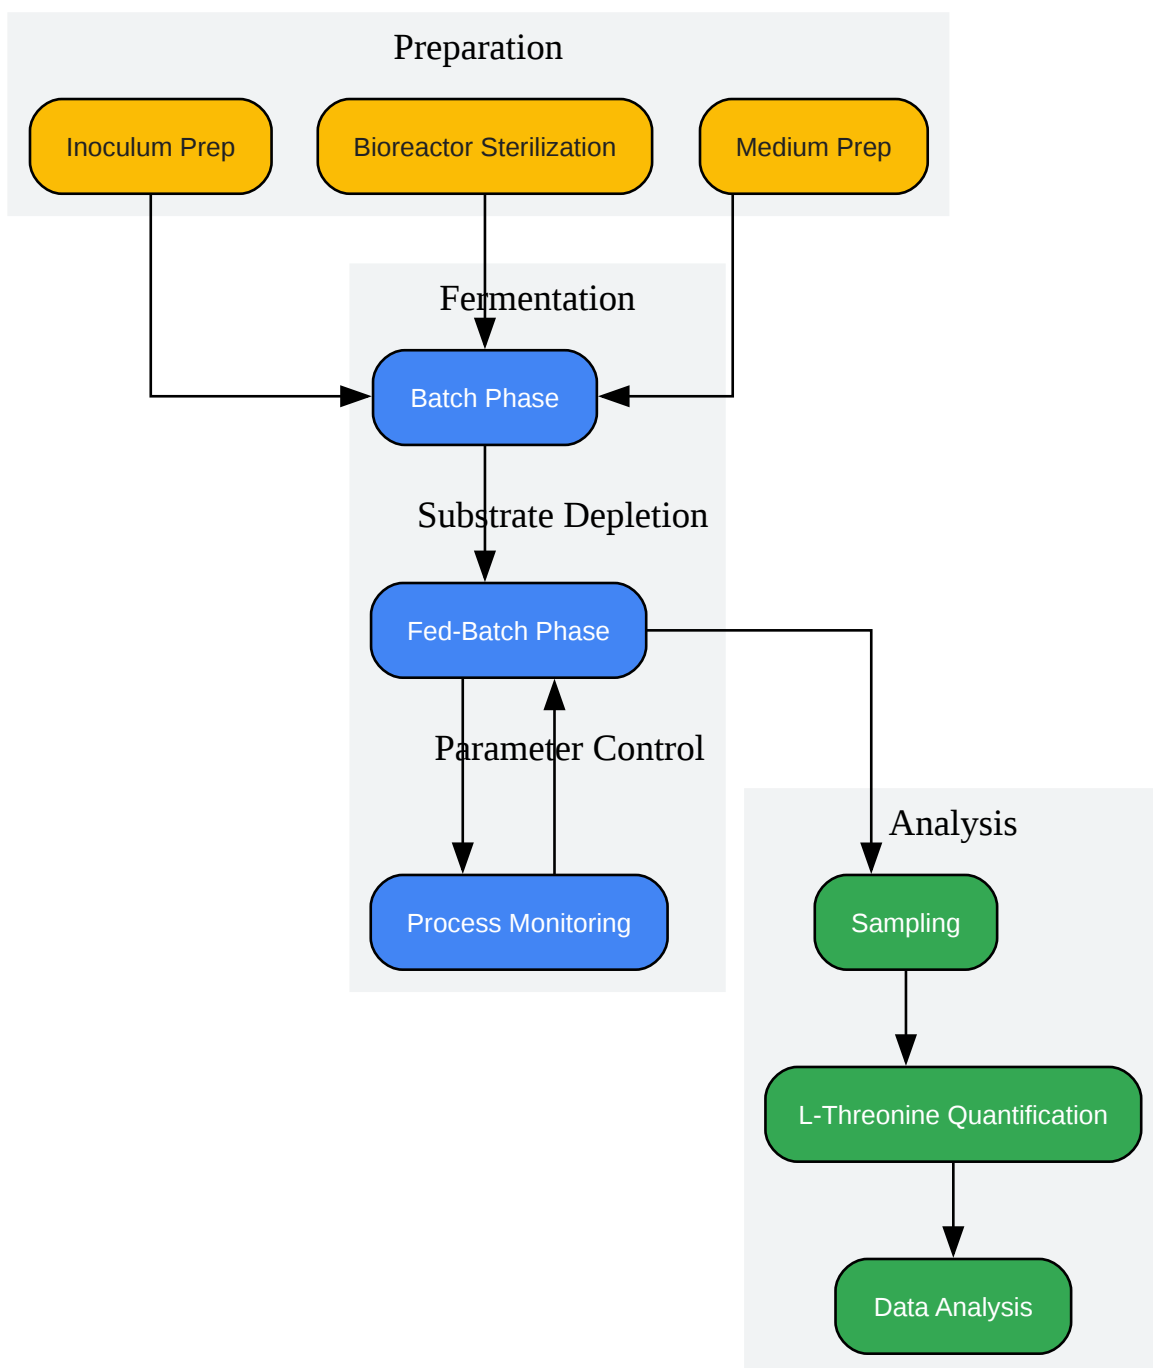 Preparation
Inoculum Prep
Bioreactor Sterilization
Medium Prep
Fermentation
Batch Phase
Substrate Depletion
Fed-Batch Phase
Parameter Control
Process Monitoring
Analysis
Sampling
L-Threonine Quantification
Data Analysis